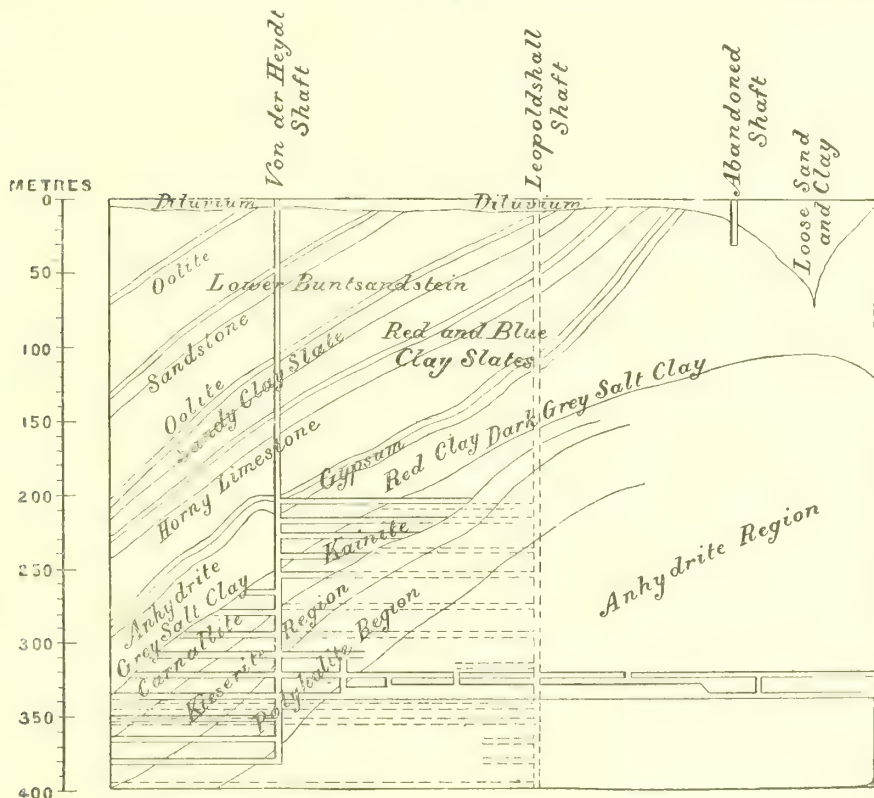 Von der Heydt
Shaft
Leopoldshall
Shaft
Abandoned
Shaft
Loose Sand
and Clay
METRES
0
50
100
150
200
250
300
350
400
Diluvium
Diluvium
Oolite
Lower Buntsandstein
Sandstone
Red and Blue
Clay Slates
Oolite
Sandy Clay Slate
Horny Limestone
Gypsum
Red Clay
Dark Grey Salt Clay
Kainite
Anhydrite
Grey Salt Clay
Carnallite
Kieserite Region
Polyhalite Region
Anhydrite Region